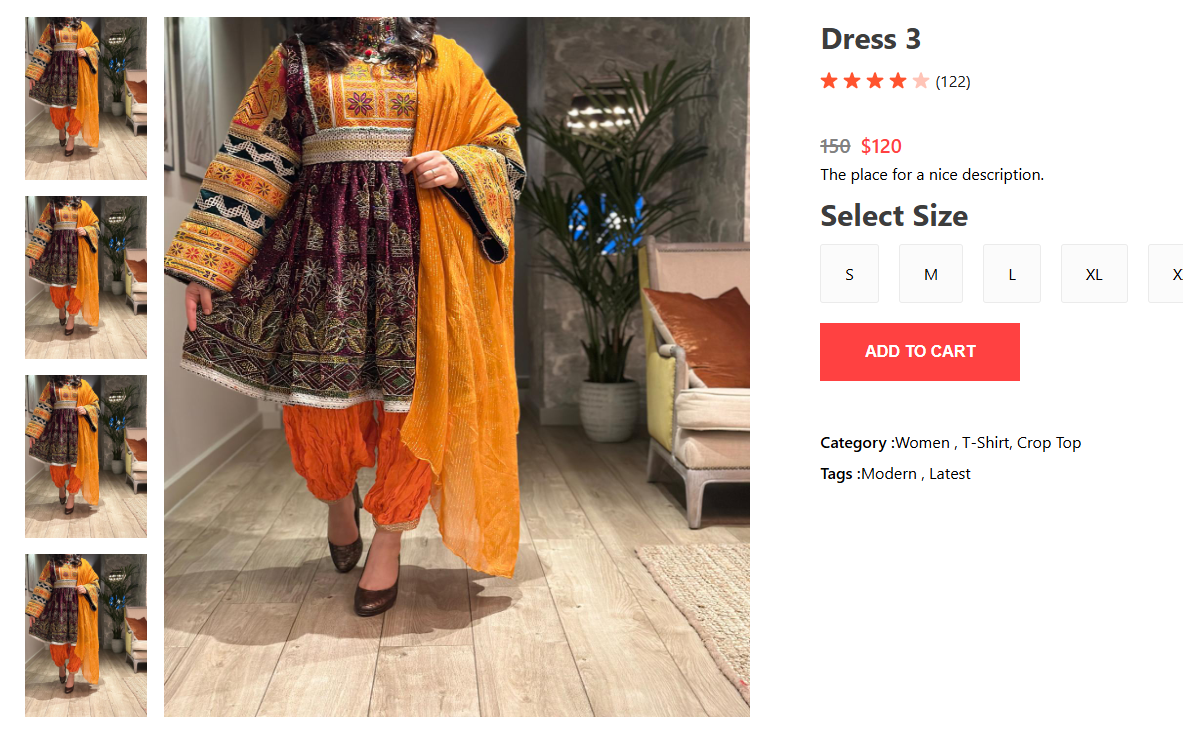 Dress 3
(122)
150 $120
The place for a nice description.
Select Size
S M L XL
ADD TO CART
Category :Women , T-Shirt, Crop Top
Tags :Modern , Latest